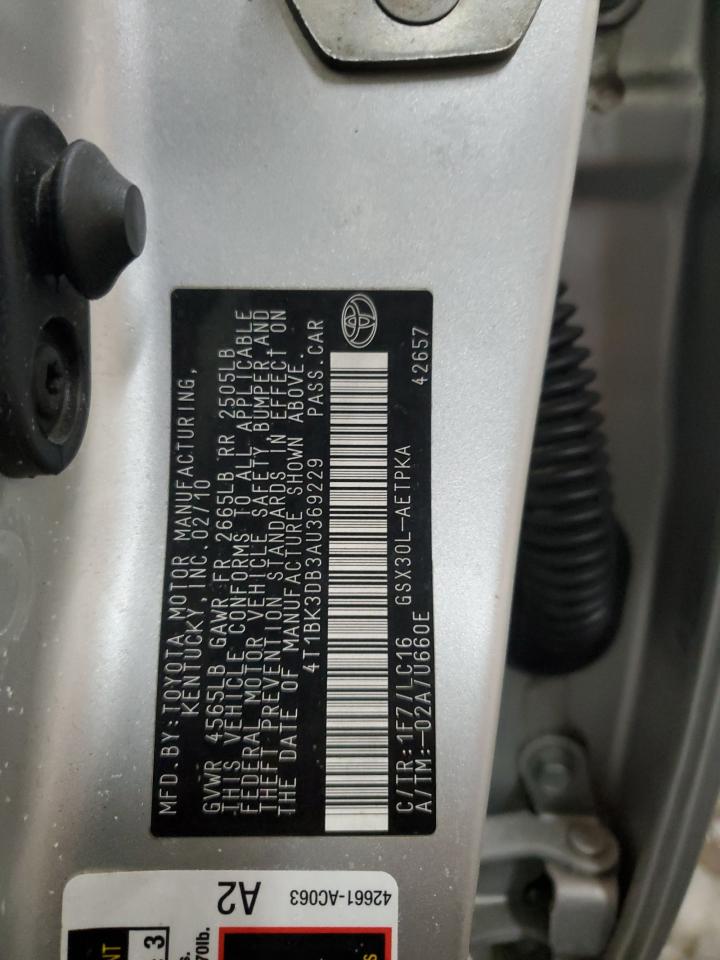 MFD.BY:TOYOTA MOTOR MANUFACTURING,
KENTUCKY, INC.02/10
GVWR 4565LB GAWR FR 2665LB RR 2505LB
THIS VEHICLE CONFORMS TO ALL APPLICABLE
FEDERAL MOTOR VEHICLE SAFETY,BUMPER,AND
THEFT PREVENTION STANDARDS IN EFFECT ON
THE DATE OF MANUFACTURE SHOWN ABOVE.
4T1BK3DB3AU369229 PASS.CAR
C/TR:1F7/LC16 GSX30L-AETPKA 42657
A/TM:-02A/U660E
42661-AC063
A2
3
70lb.